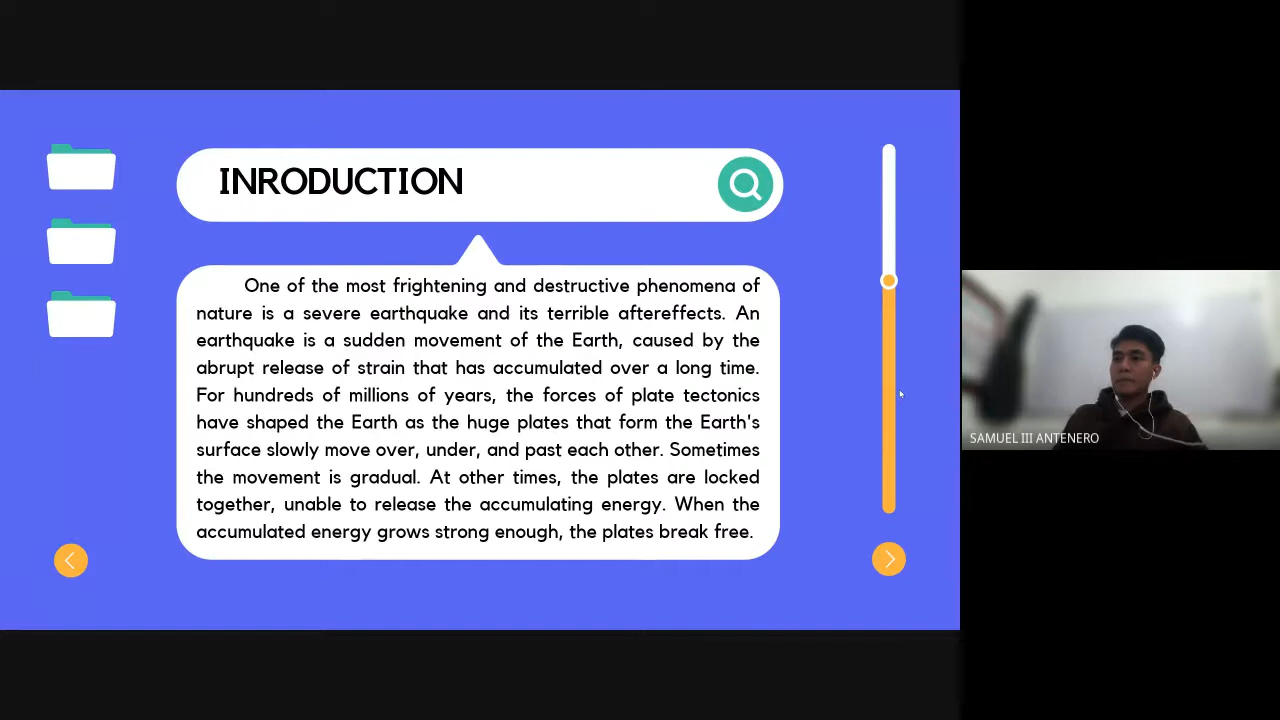 INRODUCTION
One of the most frightening and destructive phenomena of
nature is a severe earthquake and its terrible aftereffects. An
earthquake is a sudden movement of the Earth, caused by the
abrupt release of strain that has accumulated over a long time.
For hundreds of millions of years, the forces of plate tectonics
have shaped the Earth as the huge plates that form the Earth's
surface slowly move over, under, and past each other. Sometimes
the movement is gradual. At other times, the plates are locked
together, unable to release the accumulating energy. When the
accumulated energy grows strong enough, the plates break free.
SAMUEL III ANTENERO